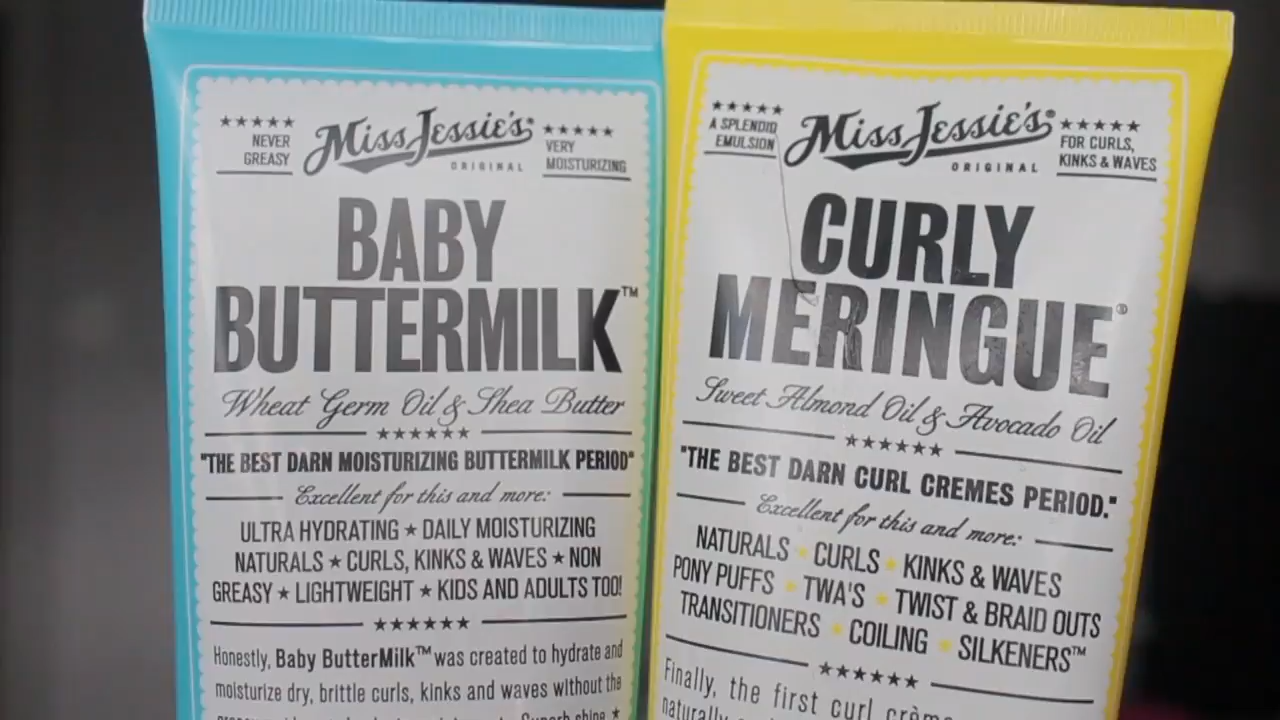 ★★★★★
NEVER
GREASY
Miss Jessie's®
ORIGINAL
★★★★★
VERY
MOISTURIZING
BABY
BUTTERMILK™
Wheat Germ Oil & Shea Butter
★★★★★★
"THE BEST DARN MOISTURIZING BUTTERMILK PERIOD"
Excellent for this and more:
ULTRA HYDRATING ★ DAILY MOISTURIZING
NATURALS ★ CURLS, KINKS & WAVES ★ NON
GREASY ★ LIGHTWEIGHT ★ KIDS AND ADULTS TOO!
★★★★★★
Honestly, Baby ButterMilk™ was created to hydrate and
moisturize dry, brittle curls, kinks and waves without the
★★★★★
A SPLENDID
EMULSION
Miss Jessie's®
ORIGINAL
★★★★★
FOR CURLS,
KINKS & WAVES
CURLY
MERINGUE®
Sweet Almond Oil & Avocado Oil
★★★★★★
"THE BEST DARN CURL CREMES PERIOD."
Excellent for this and more:
NATURALS ★ CURLS ★ KINKS & WAVES
PONY PUFFS ★ TWA'S ★ TWIST & BRAID OUTS
TRANSITIONERS ★ COILING ★ SILKENERS™
★★★★★★
Finally, the first curl crème